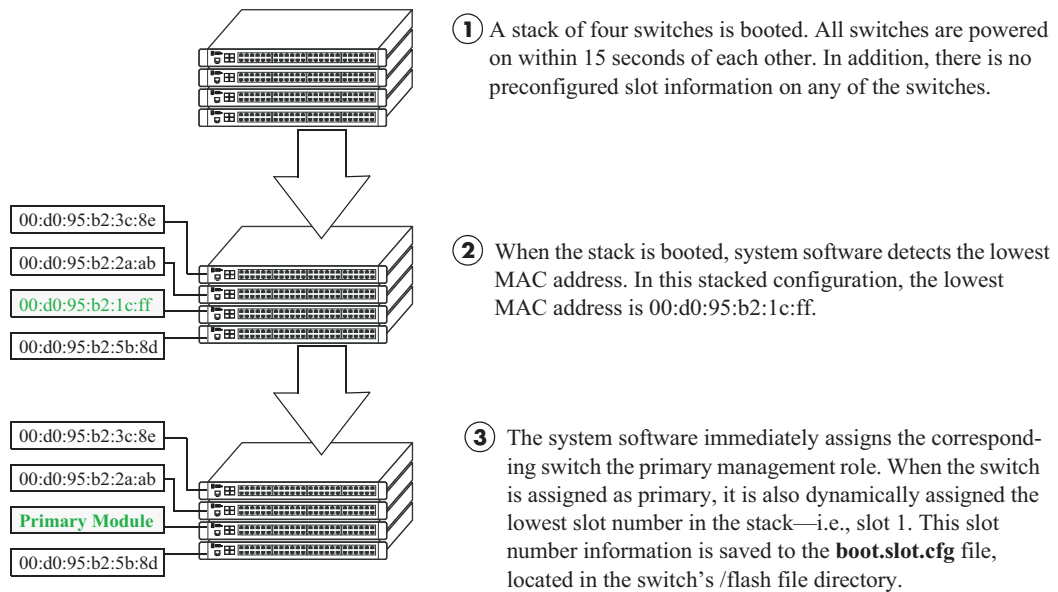 1 A stack of four switches is booted. All switches are powered
on within 15 seconds of each other. In addition, there is no
preconfigured slot information on any of the switches.
00:d0:95:b2:3c:8e
00:d0:95:b2:2a:ab
00:d0:95:b2:1c:ff
00:d0:95:b2:5b:8d
2 When the stack is booted, system software detects the lowest
MAC address. In this stacked configuration, the lowest
MAC address is 00:d0:95:b2:1c:ff.
00:d0:95:b2:3c:8e
00:d0:95:b2:2a:ab
Primary Module
00:d0:95:b2:5b:8d
3 The system software immediately assigns the correspond-
ing switch the primary management role. When the switch
is assigned as primary, it is also dynamically assigned the
lowest slot number in the stack—i.e., slot 1. This slot
number information is saved to the boot.slot.cfg file,
located in the switch's /flash file directory.